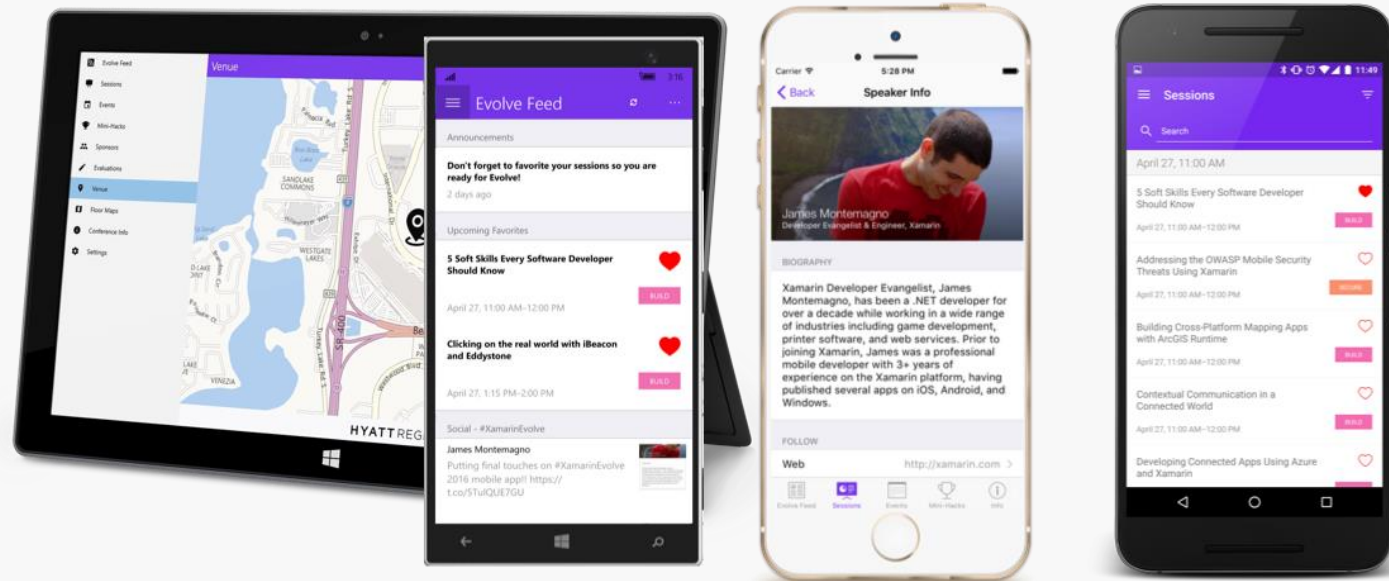 Evolve Feed
Sessions
Events
Mini-Hacks
Sponsors
Evaluations
Venue
Floor Maps
Conference Info
Settings
Venue
SANDLAKE
COMMONS
Turkey Lake Rd S
International Dr
WESTGATE
LAKES
Turkey Lake Rd S
SR-400
Westwood Blvd
VENEZIA
HYATT REG
3:16
Evolve Feed
Announcements
Don't forget to favorite your sessions so you are
ready for Evolve!
2 days ago
Upcoming Favorites
5 Soft Skills Every Software Developer
Should Know
BUILD
April 27, 11:00 AM–12:00 PM
Clicking on the real world with iBeacon
and Eddystone
BUILD
April 27, 1:15 PM–2:00 PM
Social - #XamarinEvolve
James Montemagno
Putting final touches on #XamarinEvolve
2016 mobile app!! https://
t.co/5TulQUE7GU
Carrier 5:28 PM
Back Speaker Info
James Montemagno
Developer Evangelist & Engineer, Xamarin
BIOGRAPHY
Xamarin Developer Evangelist, James
Montemagno, has been a .NET developer for
over a decade while working in a wide range
of industries including game development,
printer software, and web services. Prior to
joining Xamarin, James was a professional
mobile developer with 3+ years of
experience on the Xamarin platform, having
published several apps on iOS, Android, and
Windows.
FOLLOW
Web http://xamarin.com
Evolve Feed Sessions Events Mini-Hacks Info
11:49
Sessions
Search
April 27, 11:00 AM
5 Soft Skills Every Software Developer
Should Know
BUILD
April 27, 11:00 AM–12:00 PM
Addressing the OWASP Mobile Security
Threats Using Xamarin
SECURE
April 27, 11:00 AM–12:00 PM
Building Cross-Platform Mapping Apps
with ArcGIS Runtime
BUILD
April 27, 11:00 AM–12:00 PM
Contextual Communication in a
Connected World
BUILD
April 27, 11:00 AM–12:00 PM
Developing Connected Apps Using Azure
and Xamarin